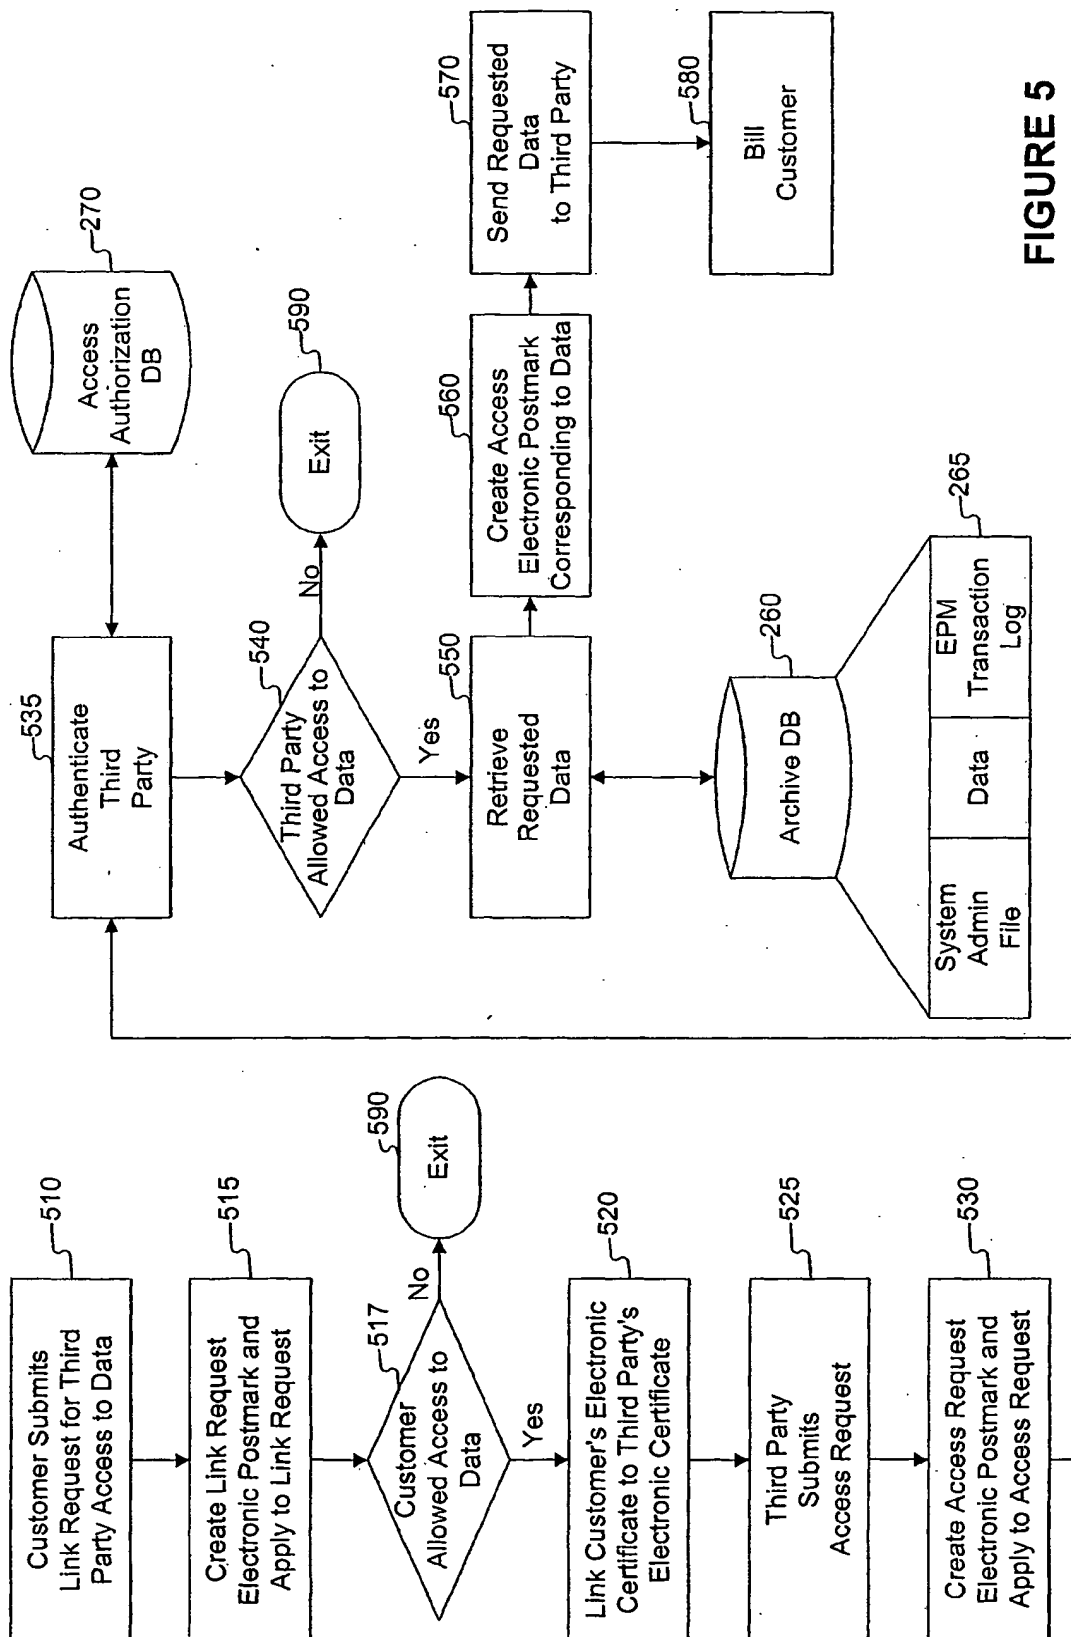 Customer Submits
Link Request for Third
Party Access to Data
510
Create Link Request
Electronic Postmark and
Apply to Link Request
515
Customer
Allowed Access to
Data
517
No
Exit
590
Yes
Link Customer's Electronic
Certificate to Third Party's
Electronic Certificate
520
Third Party
Submits
Access Request
525
Create Access Request
Electronic Postmark and
Apply to Access Request
530
Authenticate
Third
Party
535
Access
Authorization
DB
270
Third Party
Allowed Access to
Data
540
No
Exit
590
Yes
Retrieve
Requested
Data
550
Create Access
Electronic Postmark
Corresponding to Data
560
Send Requested
Data
to Third Party
570
Bill
Customer
580
Archive DB
260
System
Admin
File
Data
EPM
Transaction
Log
265
FIGURE 5